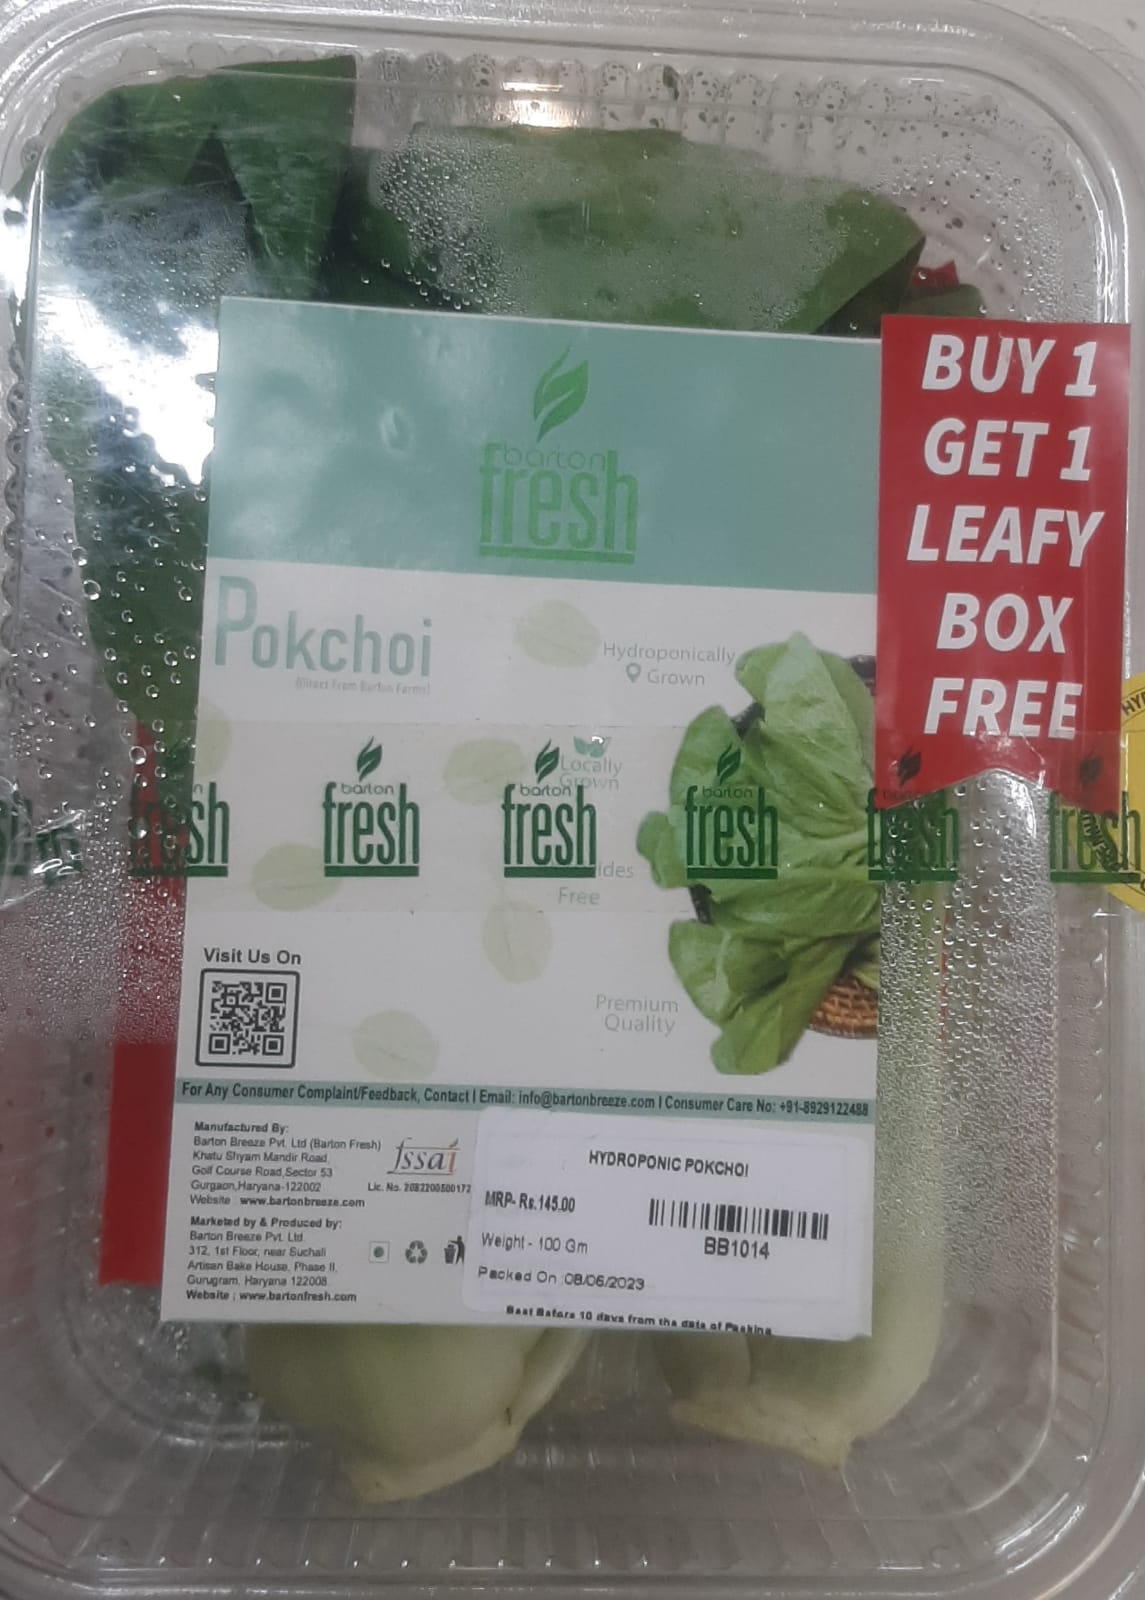 barton
fresh
BUY 1
GET 1
LEAFY
BOX
FREE
Pokchoi
(Direct From Barton Farms)
Hydroponically
Grown
Locally
Grown
barton
fresh
barton
fresh
barton
fresh
fresh
Free
Premium
Quality
Visit Us On
For Any Consumer Complaint/Feedback, Contact | Email: info@bartonbreeze.com | Consumer Care No: +91-8929122488
Manufactured By:
Barton Breeze Pvt. Ltd (Barton Fresh)
Khatu Shyam Mandir Road,
Golf Course Road,Sector 53
Gurgaon,Haryana-122002
Website : www.bartonbreeze.com
fssai
Lic. No.
Marketed by & Produced by:
Barton Breeze Pvt. Ltd.
312, 1st Floor, near Suchali
Artisan Bake House, Phase II,
Gurugram, Haryana 122008.
Website : www.bartonfresh.com
HYDROPONIC POKCHOI
MRP- Rs.145.00
Weight - 100 Gm
BB1014
Packed On :08/06/2023
Best Before 10 days from the date of Packing